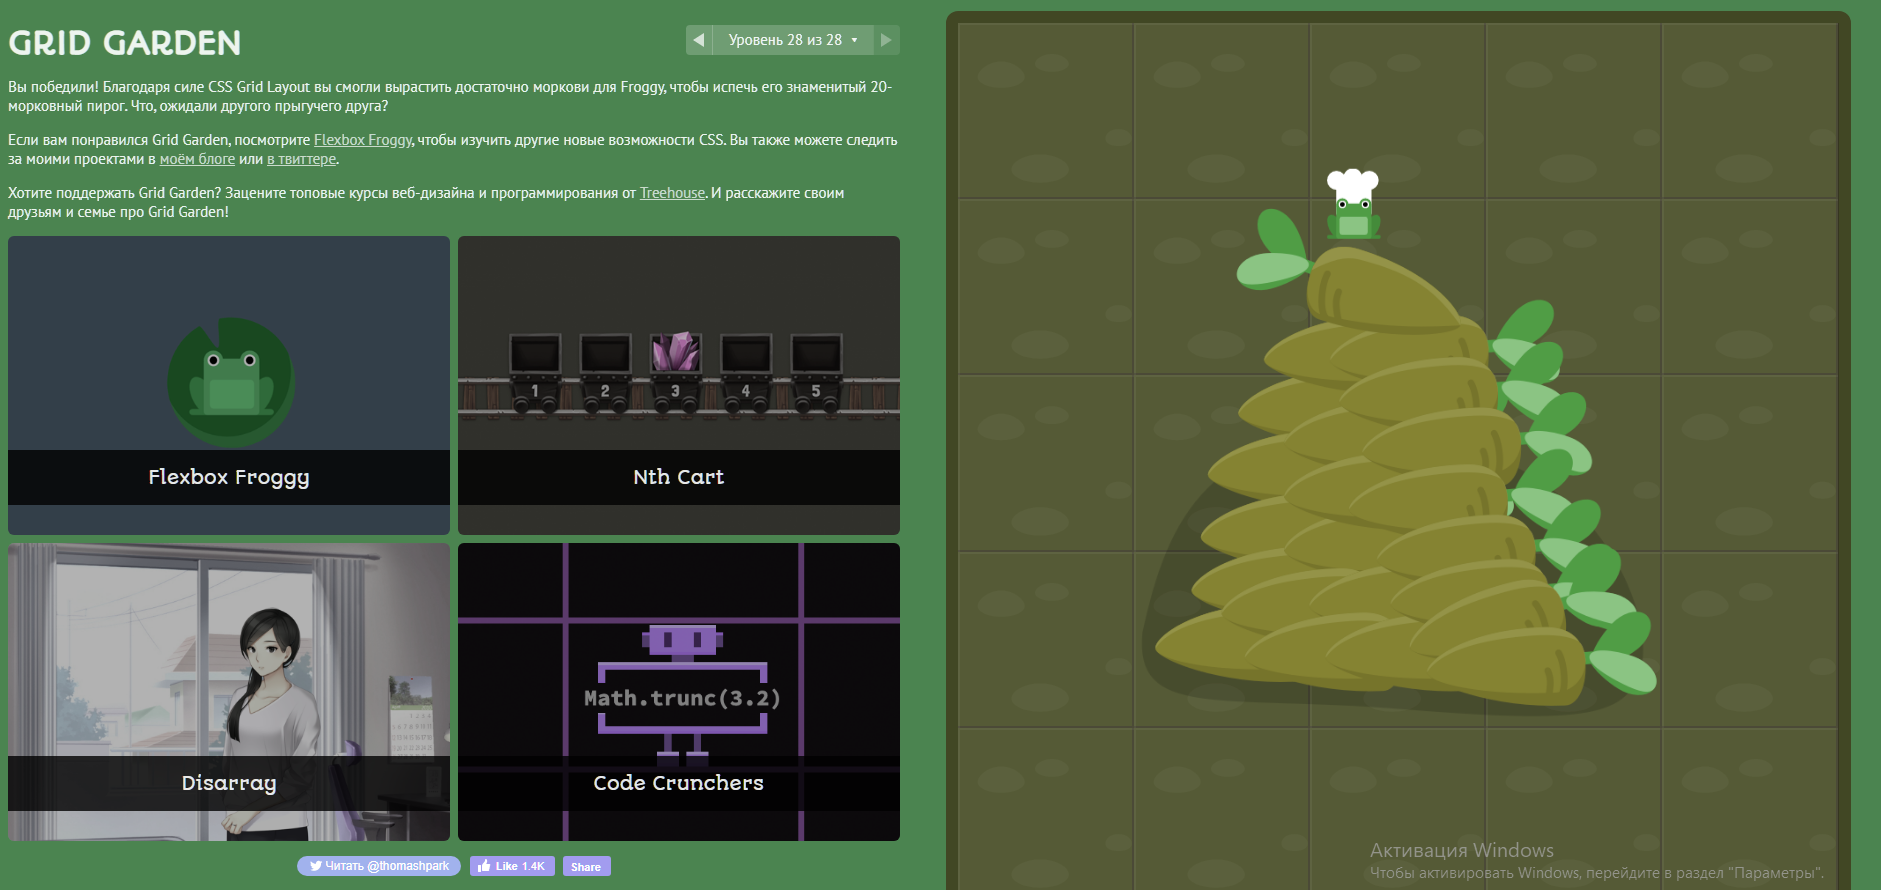 GRID GARDEN
Уровень 28 из 28
Вы победили! Благодаря силе CSS Grid Layout вы смогли вырастить достаточно моркови для Froggy, чтобы испечь его знаменитый 20-
морковный пирог. Что, ожидали другого прыгучего друга?
Если вам понравился Grid Garden, посмотрите Flexbox Froggy, чтобы изучить другие новые возможности CSS. Вы также можете следить
за моими проектами в моём блоге или в твиттере.
Хотите поддержать Grid Garden? Зацените топовые курсы веб-дизайна и программирования от Treehouse. И расскажите своим
друзьям и семье про Grid Garden!
1 2 3 4 5
Flexbox Froggy
Nth Cart
Math.trunc(3.2)
Disarray
Code Crunchers
Читать @thomashpark
Like 1.4K
Share
Активация Windows
Чтобы активировать Windows, перейдите в раздел "Параметры".